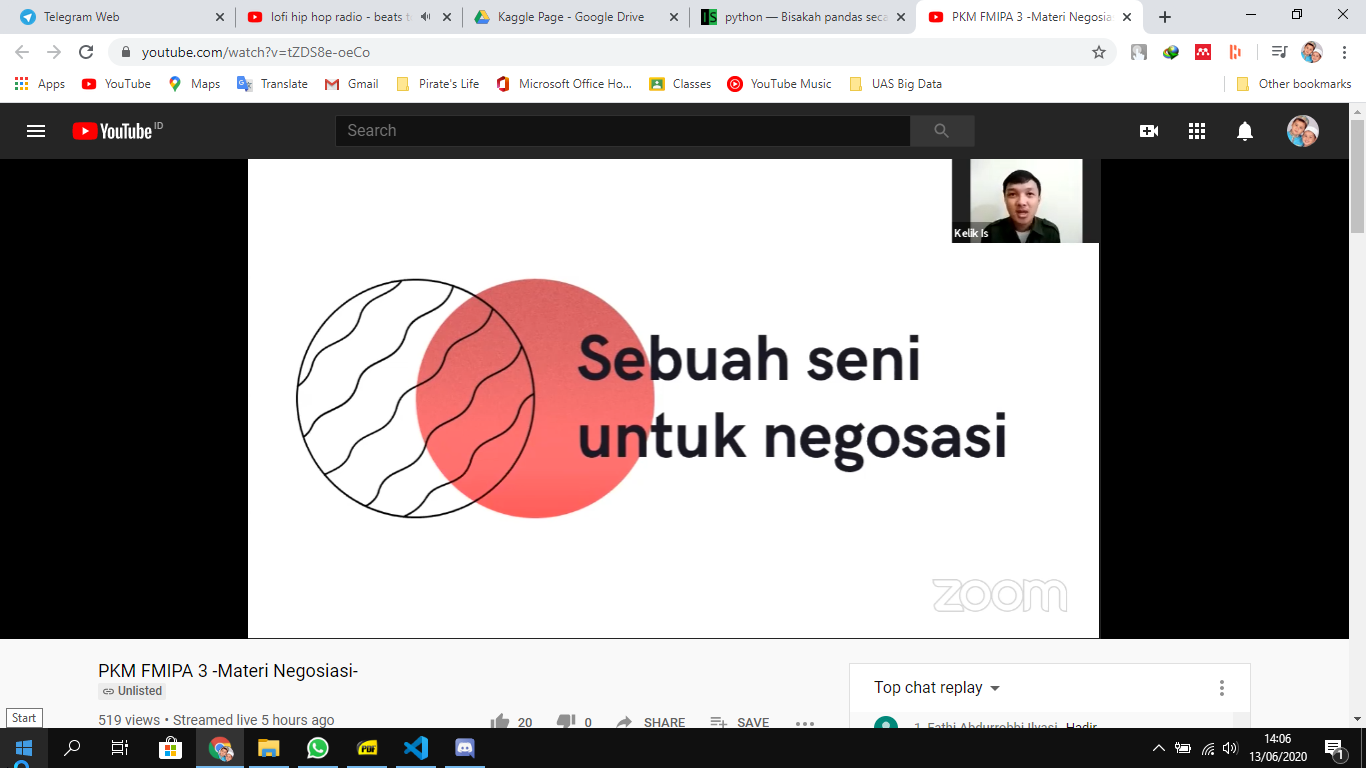 Telegram Web
lofi hip hop radio - beats t
Kaggle Page - Google Drive
python — Bisakah pandas seca
PKM FMIPA 3 -Materi Negosia
youtube.com/watch?v=tZDS8e-oeCo
Apps
YouTube
Maps
Translate
Gmail
Pirate's Life
Microsoft Office Ho...
Classes
YouTube Music
UAS Big Data
Other bookmarks
YouTube ID
Search
Kelik Is
Sebuah seni
untuk negosasi
zoom
PKM FMIPA 3 -Materi Negosiasi-
Unlisted
519 views • Streamed live 5 hours ago
20
0
SHARE
SAVE
Top chat replay
1_Fathi Abdurrohbi Ilyasi Hadir
Start
PDF
14:06
13/06/2020
1